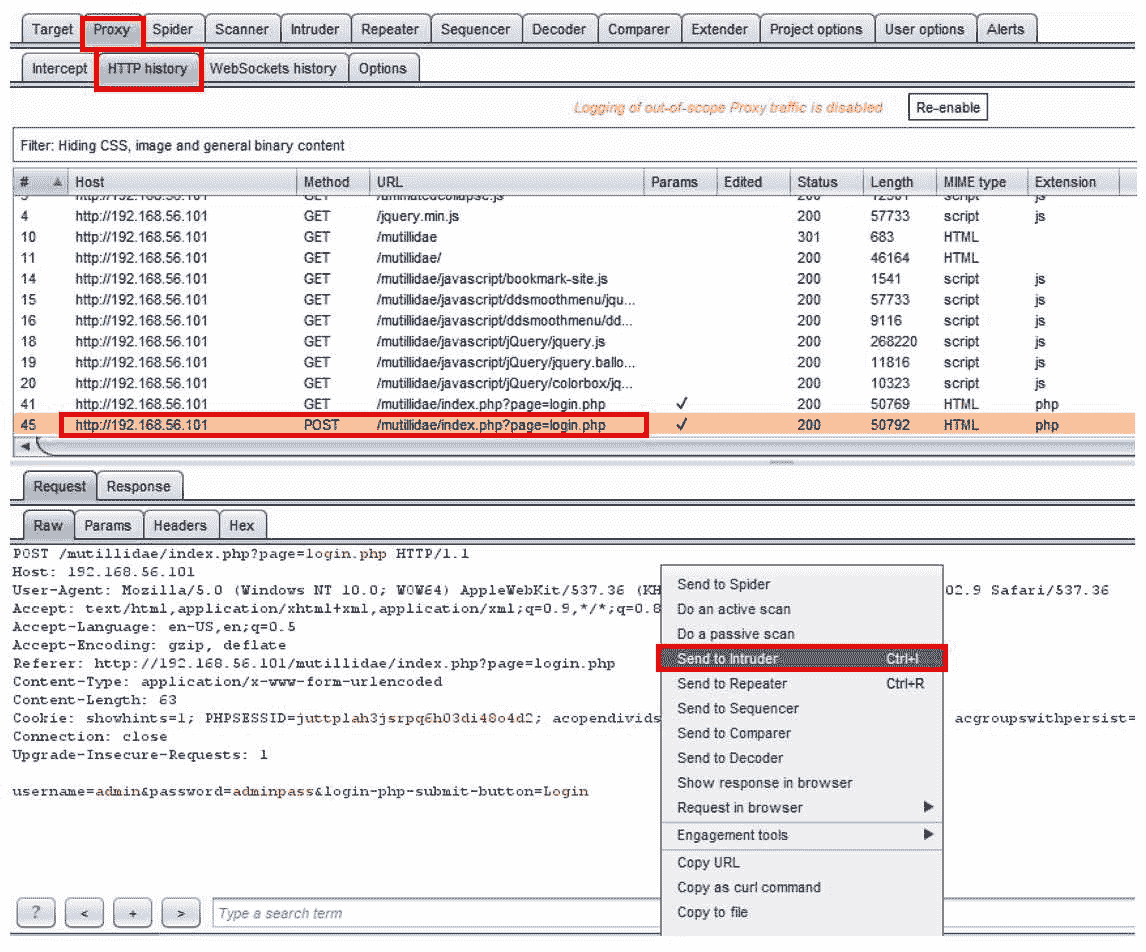 Target Proxy Spider Scanner Intruder Repeater Sequencer Decoder Comparer Extender Project options User options Alerts
Intercept HTTP history WebSockets history Options
Logging of out-of-scope Proxy traffic is disabled Re-enable
Filter: Hiding CSS, image and general binary content
# Host Method URL Params Edited Status Length MIME type Extension
http://192.168.56.101 GET 200 script js
4 http://192.168.56.101 GET /jquery.min.js 200 57733 script js
10 http://192.168.56.101 GET /mutillidae 301 683 HTML
11 http://192.168.56.101 GET /mutillidae/ 200 46164 HTML
14 http://192.168.56.101 GET /mutillidae/javascript/bookmark-site.js 200 1541 script js
15 http://192.168.56.101 GET /mutillidae/javascript/ddsmoothmenu/jqu... 200 57733 script js
16 http://192.168.56.101 GET /mutillidae/javascript/ddsmoothmenu/dd... 200 9116 script js
18 http://192.168.56.101 GET /mutillidae/javascript/jQuery/jquery.js 200 268220 script js
19 http://192.168.56.101 GET /mutillidae/javascript/jQuery/jquery.ballo... 200 11816 script js
20 http://192.168.56.101 GET /mutillidae/javascript/jQuery/colorbox/jq... 200 10323 script js
41 http://192.168.56.101 GET /mutillidae/index.php?page=login.php ✓ 200 50769 HTML php
45 http://192.168.56.101 POST /mutillidae/index.php?page=login.php ✓ 200 50792 HTML php
Request Response
Raw Params Headers Hex
POST /mutillidae/index.php?page=login.php HTTP/1.1
Host: 192.168.56.101
User-Agent: Mozilla/5.0 (Windows NT 10.0; WOW64) AppleWebKit/537.36 (KH 02.9 Safari/537.36
Accept: text/html,application/xhtml+xml,application/xml;q=0.9,*/*;q=0.8
Accept-Language: en-US,en;q=0.5
Accept-Encoding: gzip, deflate
Referer: http://192.168.56.101/mutillidae/index.php?page=login.php
Content-Type: application/x-www-form-urlencoded
Content-Length: 63
Cookie: showhints=1; PHPSESSID=juttplah3jsrpq6h03di48o4d2; acopendivids acgroupswithpersist=
Connection: close
Upgrade-Insecure-Requests: 1
username=admin&password=adminpass&login-php-submit-button=Login
Send to Spider
Do an active scan
Do a passive scan
Send to Intruder Ctrl+I
Send to Repeater Ctrl+R
Send to Sequencer
Send to Comparer
Send to Decoder
Show response in browser
Request in browser
Engagement tools
Copy URL
Copy as curl command
Copy to file
? < + > Type a search term